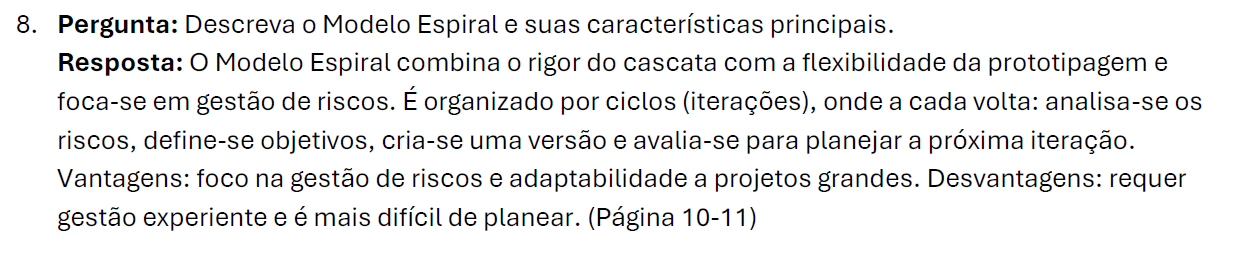 8. Pergunta: Descreva o Modelo Espiral e suas características principais.
Resposta: O Modelo Espiral combina o rigor do cascata com a flexibilidade da prototipagem e
foca-se em gestão de riscos. É organizado por ciclos (iterações), onde a cada volta: analisa-se os
riscos, define-se objetivos, cria-se uma versão e avalia-se para planejar a próxima iteração.
Vantagens: foco na gestão de riscos e adaptabilidade a projetos grandes. Desvantagens: requer
gestão experiente e é mais difícil de planear. (Página 10-11)